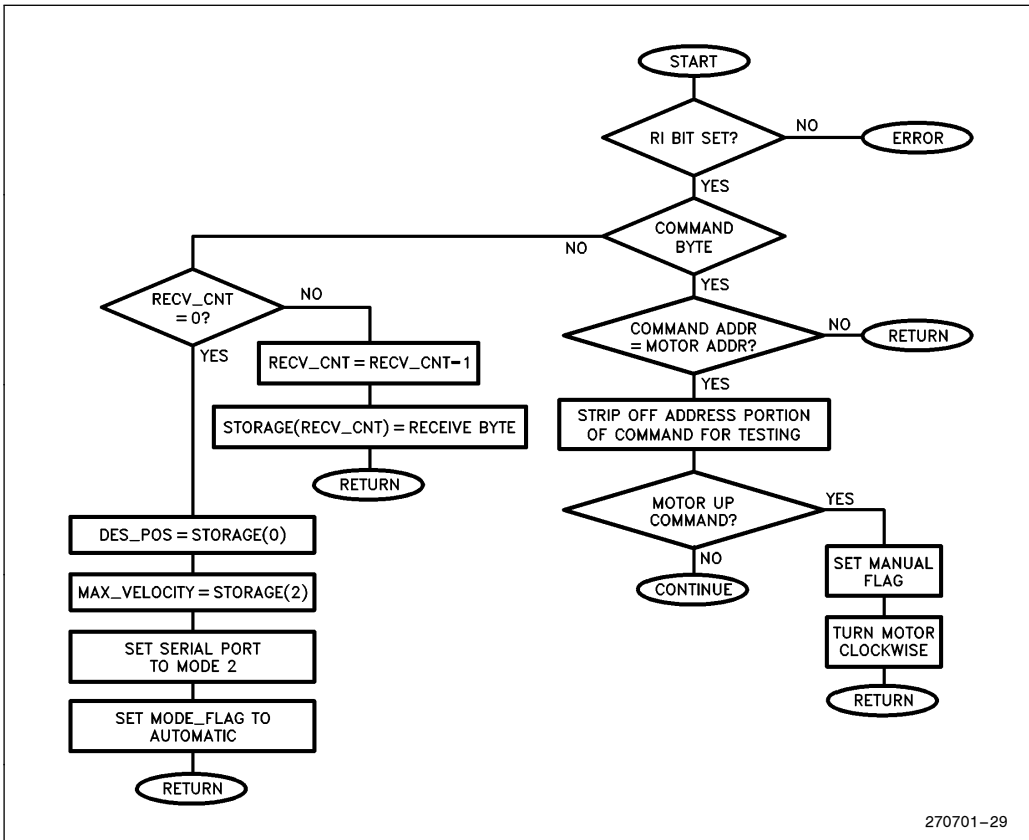 START
RI BIT SET?
NO
ERROR
YES
COMMAND
BYTE
NO
YES
RECV_CNT
= 0?
NO
YES
RECV_CNT = RECV_CNT-1
STORAGE(RECV_CNT) = RECEIVE BYTE
RETURN
DES_POS = STORAGE(0)
MAX_VELOCITY = STORAGE(2)
SET SERIAL PORT
TO MODE 2
SET MODE_FLAG TO
AUTOMATIC
RETURN
COMMAND ADDR
= MOTOR ADDR?
NO
RETURN
YES
STRIP OFF ADDRESS PORTION
OF COMMAND FOR TESTING
MOTOR UP
COMMAND?
YES
NO
CONTINUE
SET MANUAL
FLAG
TURN MOTOR
CLOCKWISE
RETURN
270701-29